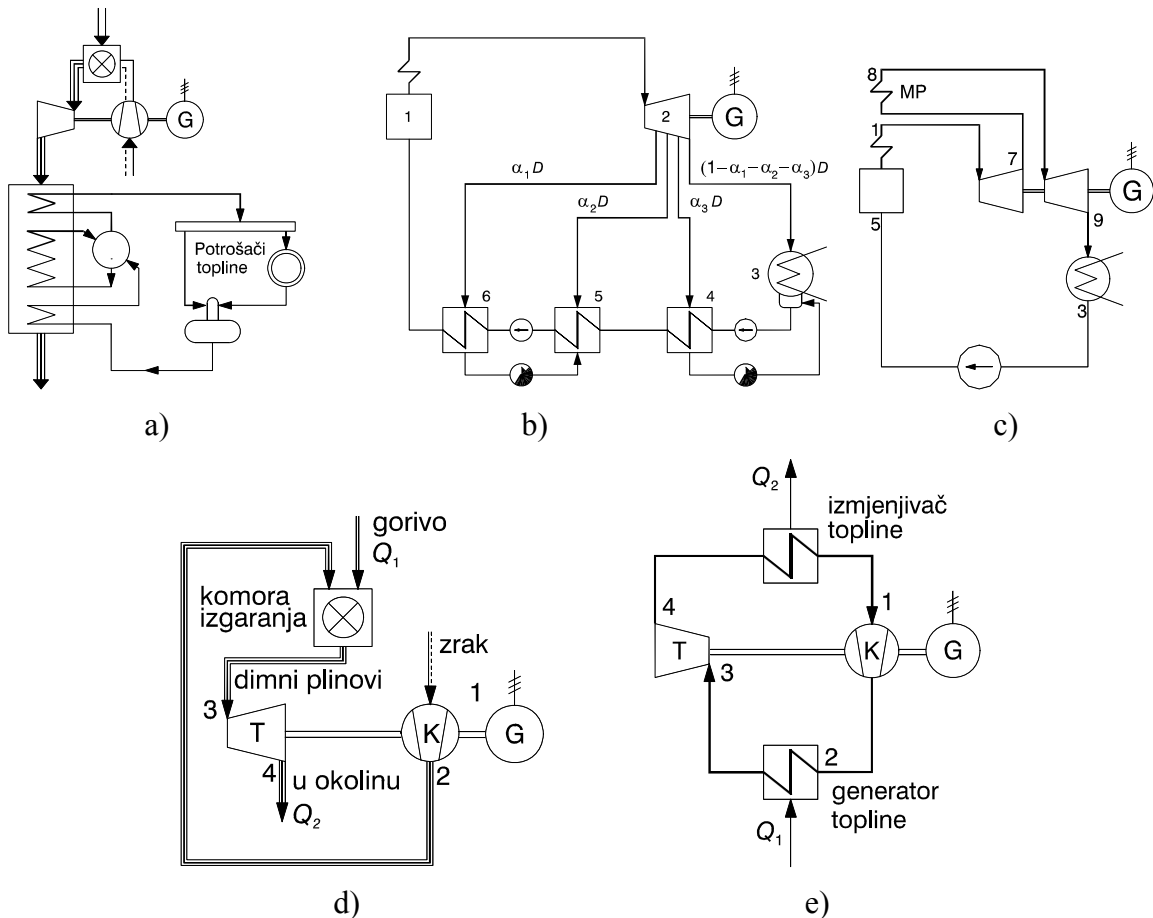 G
Potrošači
topline
a)
1
2
G
α₁D
α₂D
α₃D
(1−α₁−α₂−α₃)D
3
6
5
4
b)
8
MP
1
7
G
5
9
3
c)
gorivo
Q₁
komora
izgaranja
zrak
dimni plinovi
1
3
T
K
G
4
2
u okolinu
Q₂
d)
Q₂
izmjenjivač
topline
4
1
T
K
G
3
2
generator
topline
Q₁
e)